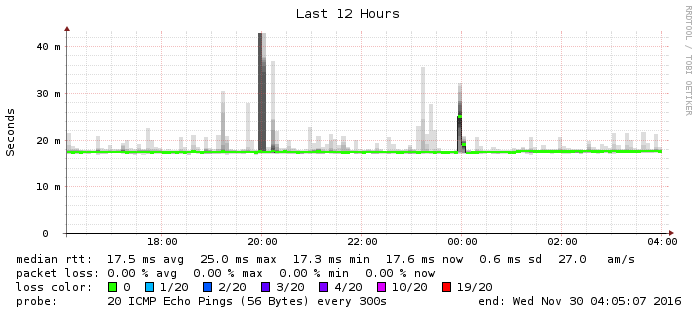 Last 12 Hours
RRDTOOL / TOBI OETIKER
Seconds
40 m
30 m
20 m
10 m
0
18:00 20:00 22:00 00:00 02:00 04:00
median rtt: 17.5 ms avg 25.0 ms max 17.3 ms min 17.6 ms now 0.6 ms sd 27.0 am/s
packet loss: 0.00 % avg 0.00 % max 0.00 % min 0.00 % now
loss color: 0 1/20 2/20 3/20 4/20 10/20 19/20
probe: 20 ICMP Echo Pings (56 Bytes) every 300s end: Wed Nov 30 04:05:07 2016